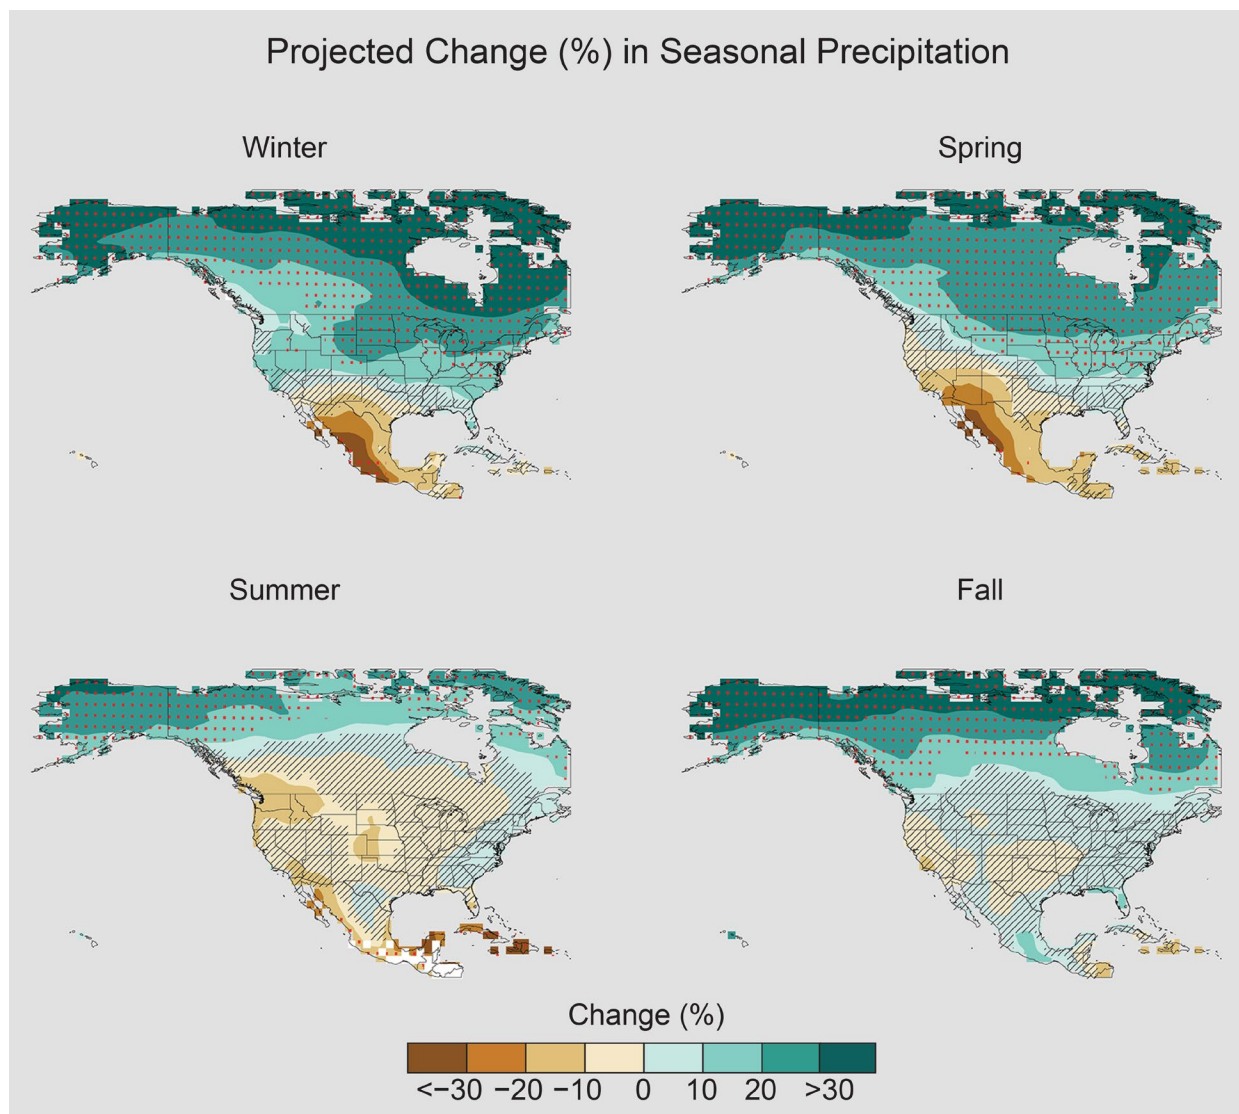 Projected Change (%) in Seasonal Precipitation
Winter
Spring
Summer
Fall
Change (%)
<−30 −20 −10 0 10 20 >30